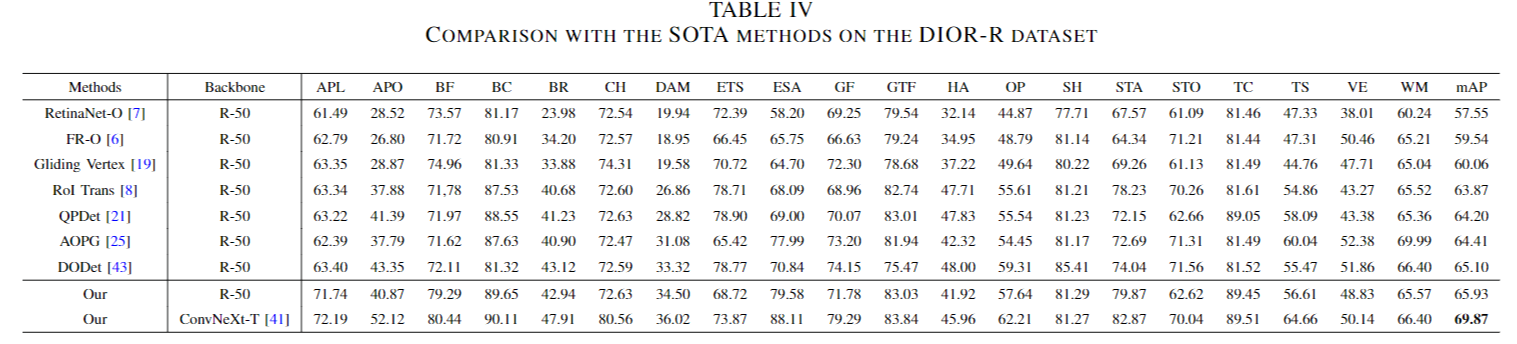 TABLE IV
COMPARISON WITH THE SOTA METHODS ON THE DIOR-R DATASET
Methods Backbone APL APO BF BC BR CH DAM ETS ESA GF GTF HA OP SH STA STO TC TS VE WM mAP
RetinaNet-O [7] R-50 61.49 28.52 73.57 81.17 23.98 72.54 19.94 72.39 58.20 69.25 79.54 32.14 44.87 77.71 67.57 61.09 81.46 47.33 38.01 60.24 57.55
FR-O [6] R-50 62.79 26.80 71.72 80.91 34.20 72.57 18.95 66.45 65.75 66.63 79.24 34.95 48.79 81.14 64.34 71.21 81.44 47.31 50.46 65.21 59.54
Gliding Vertex [19] R-50 63.35 28.87 74.96 81.33 33.88 74.31 19.58 70.72 64.70 72.30 78.68 37.22 49.64 80.22 69.26 61.13 81.49 44.76 47.71 65.04 60.06
RoI Trans [8] R-50 63.34 37.88 71,78 87.53 40.68 72.60 26.86 78.71 68.09 68.96 82.74 47.71 55.61 81.21 78.23 70.26 81.61 54.86 43.27 65.52 63.87
QPDet [21] R-50 63.22 41.39 71.97 88.55 41.23 72.63 28.82 78.90 69.00 70.07 83.01 47.83 55.54 81.23 72.15 62.66 89.05 58.09 43.38 65.36 64.20
AOPG [25] R-50 62.39 37.79 71.62 87.63 40.90 72.47 31.08 65.42 77.99 73.20 81.94 42.32 54.45 81.17 72.69 71.31 81.49 60.04 52.38 69.99 64.41
DODet [43] R-50 63.40 43.35 72.11 81.32 43.12 72.59 33.32 78.77 70.84 74.15 75.47 48.00 59.31 85.41 74.04 71.56 81.52 55.47 51.86 66.40 65.10
Our R-50 71.74 40.87 79.29 89.65 42.94 72.63 34.50 68.72 79.58 71.78 83.03 41.92 57.64 81.29 79.87 62.62 89.45 56.61 48.83 65.57 65.93
Our ConvNeXt-T [41] 72.19 52.12 80.44 90.11 47.91 80.56 36.02 73.87 88.11 79.29 83.84 45.96 62.21 81.27 82.87 70.04 89.51 64.66 50.14 66.40 69.87